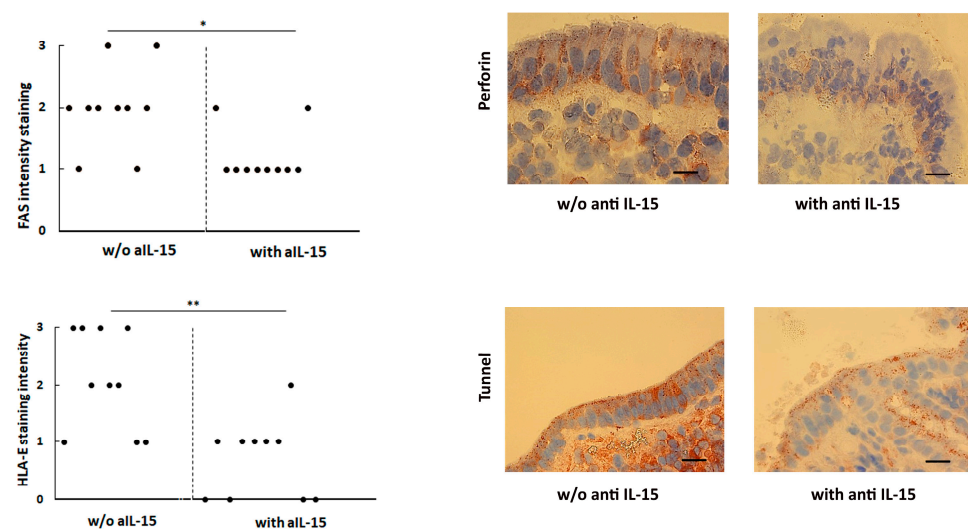 *
3
2
1
0
FAS intensity staining
w/o aIL-15
with aIL-15
Perforin
w/o anti IL-15
with anti IL-15
**
3
2
1
0
HLA-E staining intensity
w/o aIL-15
with aIL-15
Tunnel
w/o anti IL-15
with anti IL-15